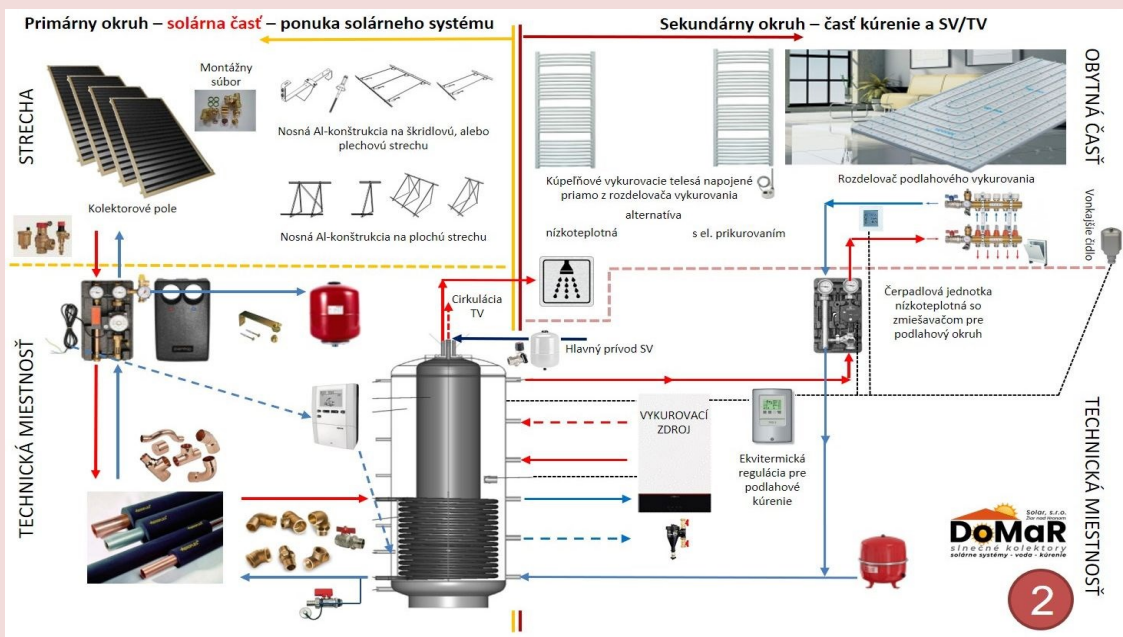 Primárny okruh – solárna časť – ponuka solárneho systému
Sekundárny okruh – časť kúrenie a SV/TV
STRECHA
Montážny
súbor
Nosná Al-konštrukcia na škridlovú, alebo
plechovú strechu
Kolektorové pole
Nosná Al-konštrukcia na plochú strechu
OBYTNÁ ČASŤ
Kúpeľňové vykurovacie telesá napojené
priamo z rozdelovača vykurovania
alternatíva
nízkoteplotná
s el. prikurovaním
Rozdelovač podlahového vykurovania
Vonkajšie čidlo
Cirkulácia
TV
Hlavný prívod SV
Čerpadlová jednotka
nízkoteplotná so
zmiešavačom pre
podlahový okruh
TECHNICKÁ MIESTNOSŤ
VYKUROVACÍ
ZDROJ
Ekvitermická
regulácia pre
podlahové
kúrenie
TECHNICKÁ MIESTNOSŤ
Solar, s.r.o.
Žiar nad Hronom
DoMaR
slnečné kolektory
solárne systémy - voda - kúrenie
2